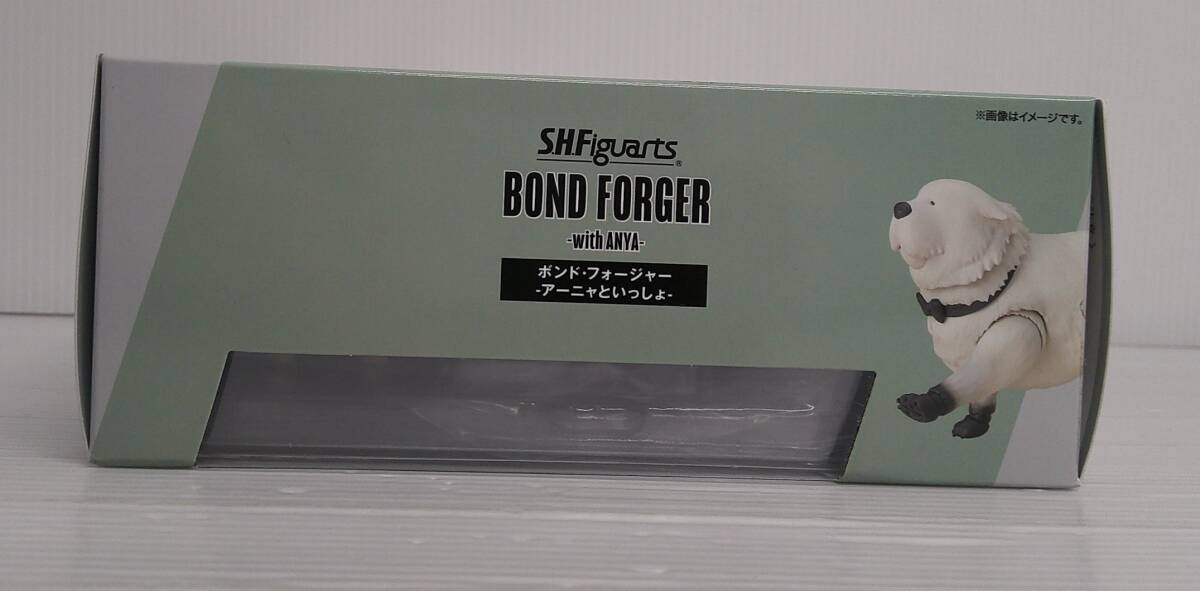 ※画像はイメージです。
S.H.Figuarts®
BOND FORGER
-with ANYA-
ボンド・フォージャー
-アーニャといっしょ-